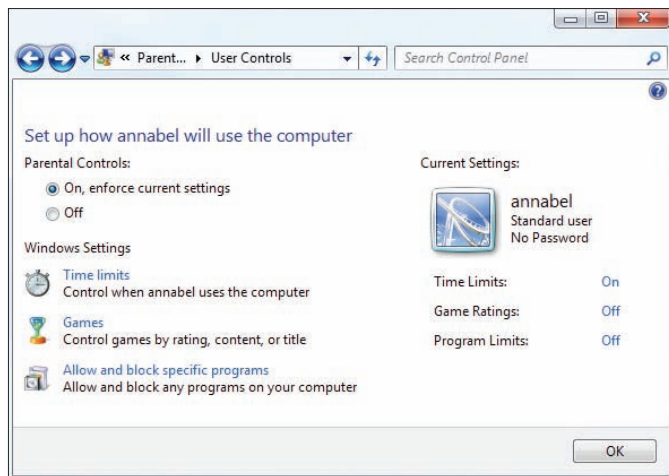 « Parent... ▸ User Controls
Search Control Panel
Set up how annabel will use the computer
Parental Controls:
On, enforce current settings
Off
Windows Settings
Time limits
Control when annabel uses the computer
Games
Control games by rating, content, or title
Allow and block specific programs
Allow and block any programs on your computer
Current Settings:
annabel
Standard user
No Password
Time Limits: On
Game Ratings: Off
Program Limits: Off
OK